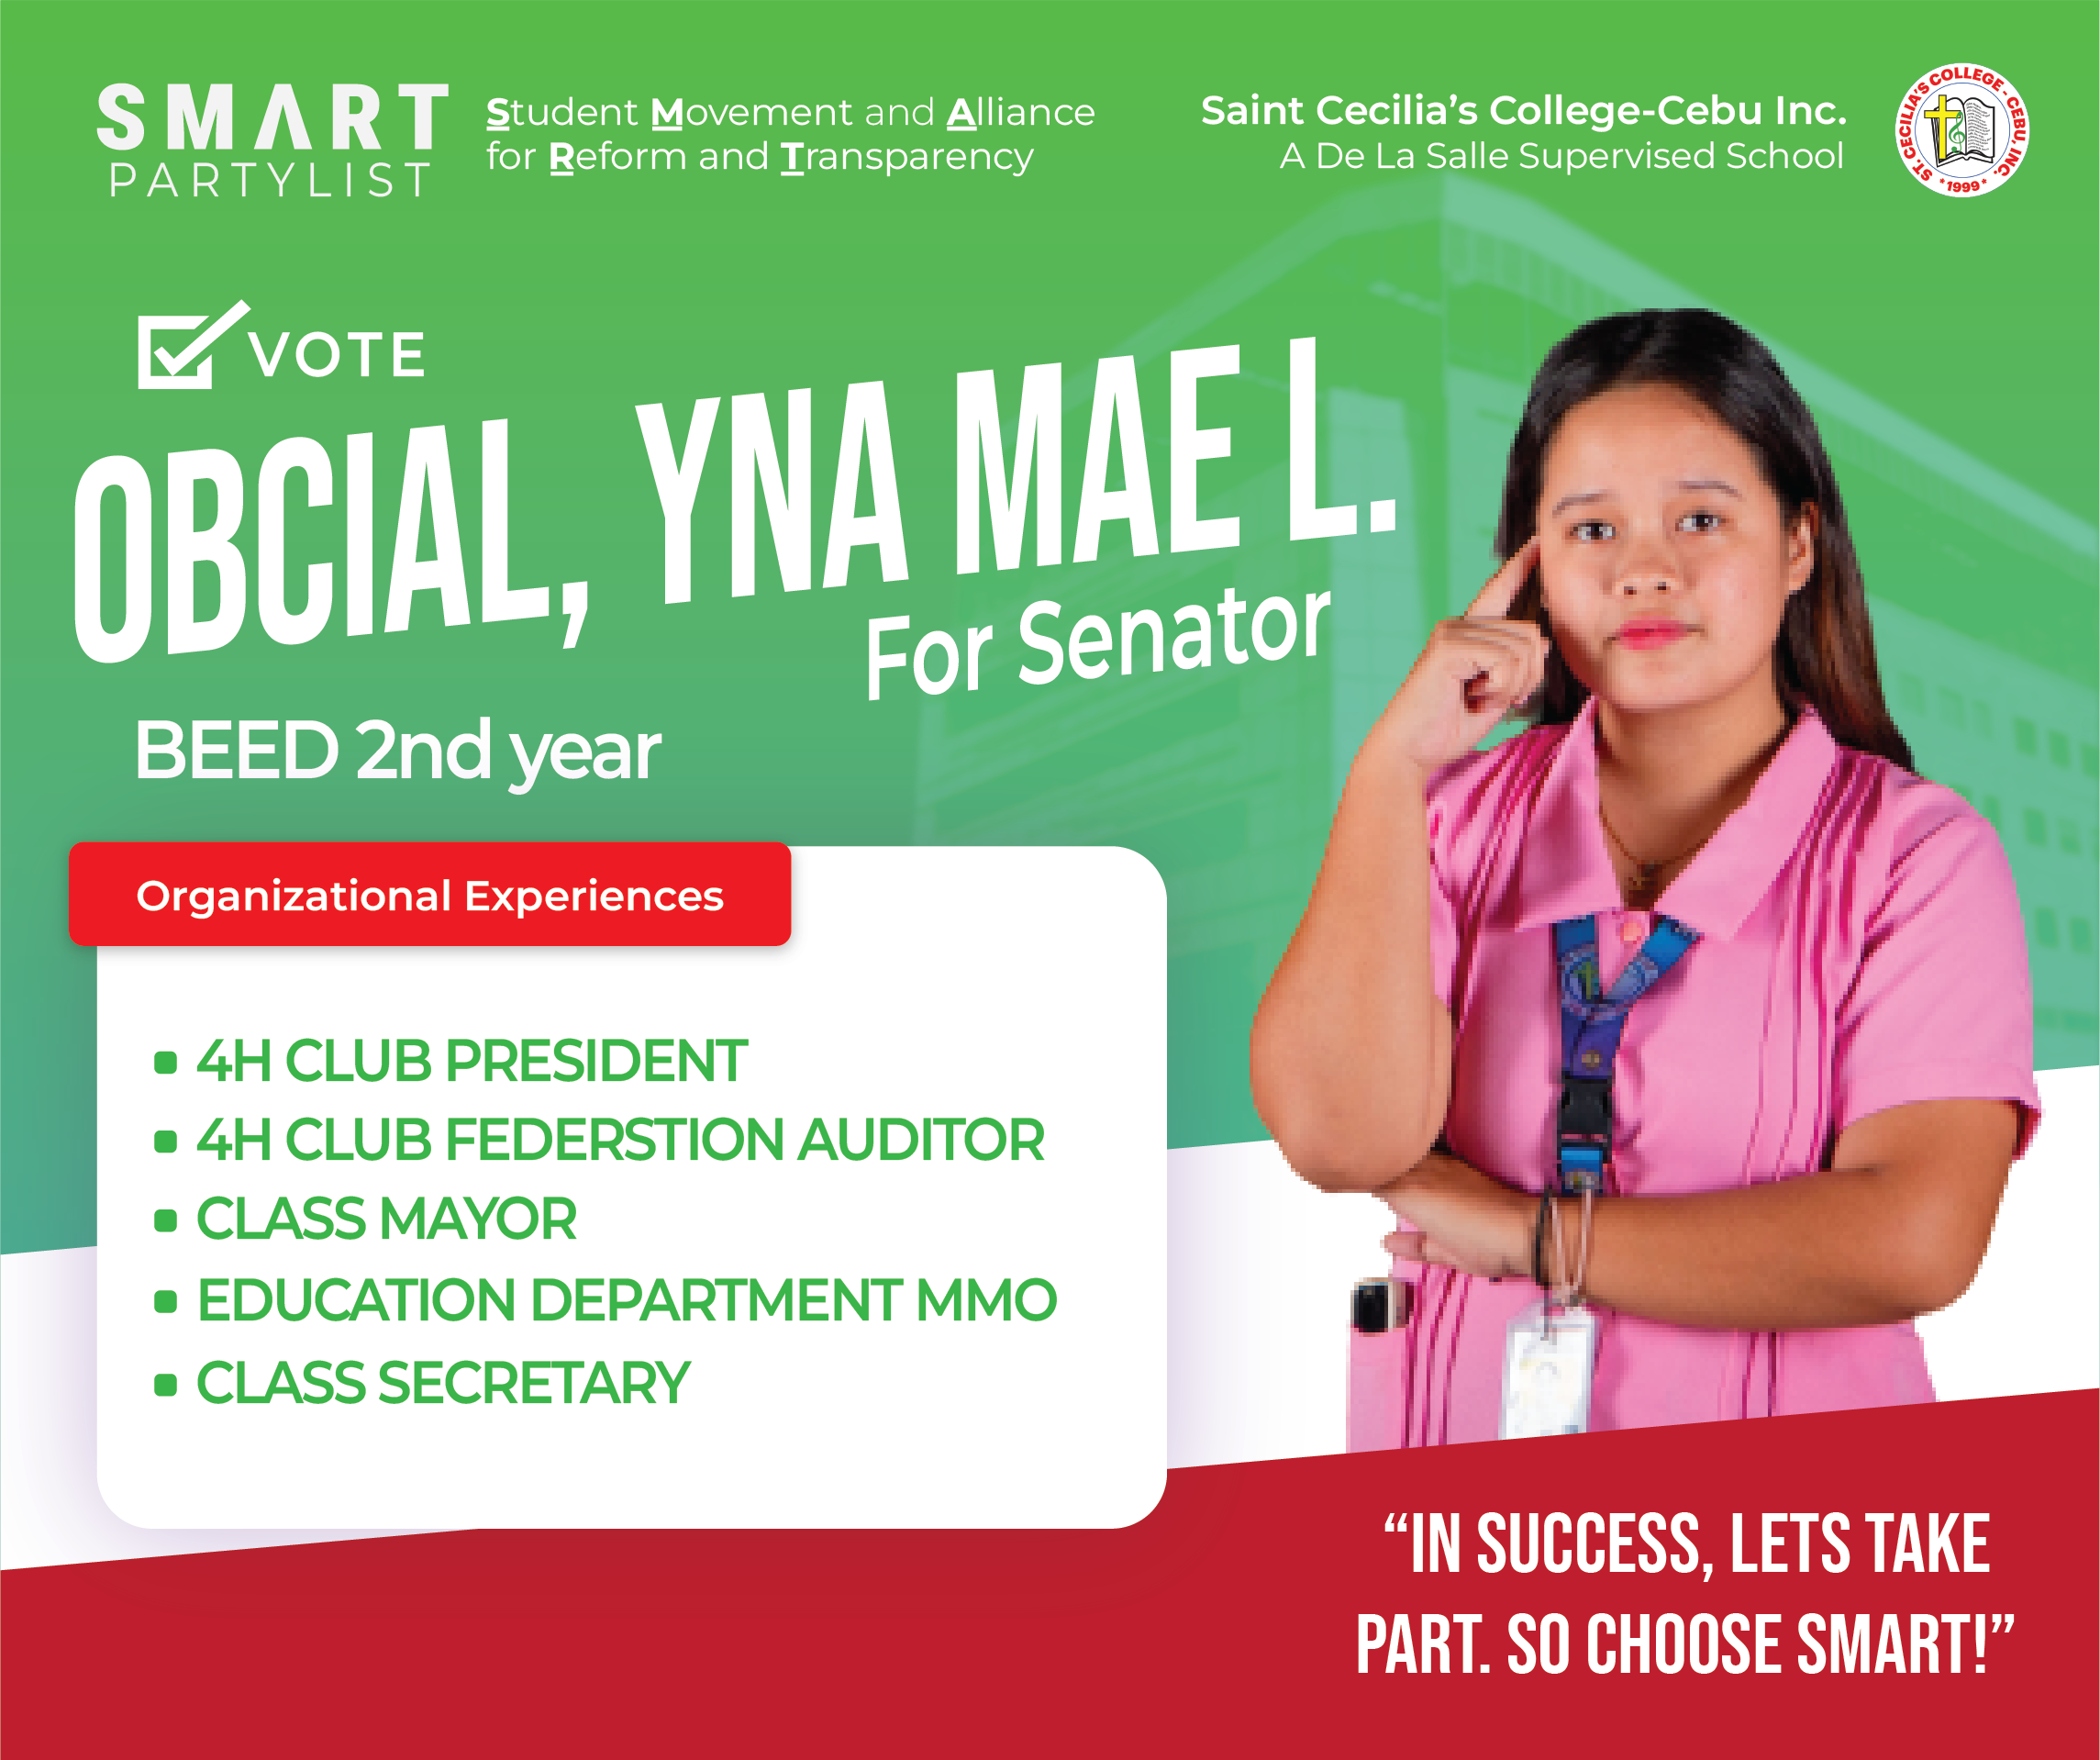 SMART
PARTYLIST
Student Movement and Alliance
for Reform and Transparency
Saint Cecilia's College-Cebu Inc.
A De La Salle Supervised School
ST. CECILIA'S COLLEGE - CEBU, INC.
* 1999 *
VOTE
OBCIAL, YNA MAE L.
For Senator
BEED 2nd year
Organizational Experiences
4H CLUB PRESIDENT
4H CLUB FEDERSTION AUDITOR
CLASS MAYOR
EDUCATION DEPARTMENT MMO
CLASS SECRETARY
“IN SUCCESS, LETS TAKE
PART. SO CHOOSE SMART!”